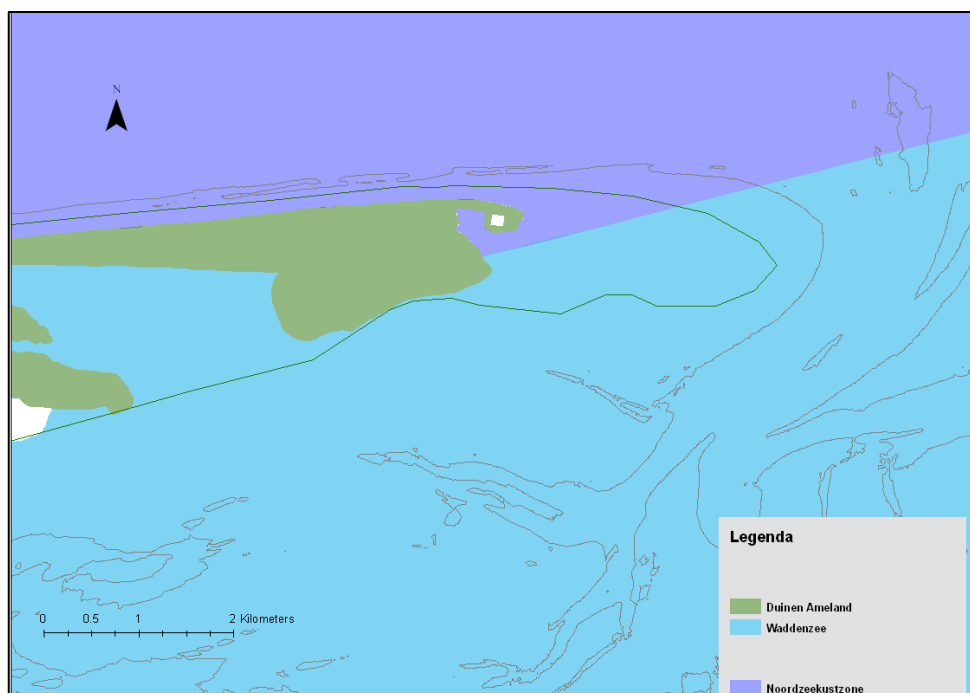 N
Legenda
Duinen Ameland
Waddenzee
0 0.5 1 2 Kilometers
Noordzeekustzone